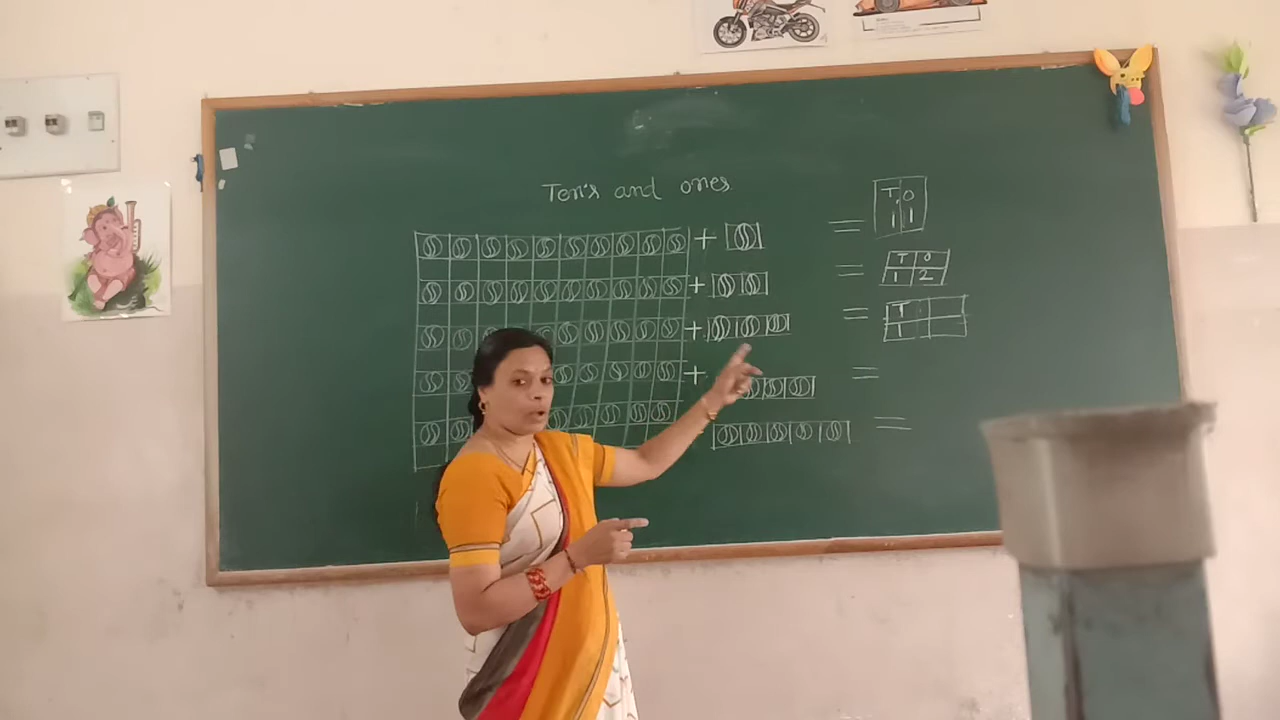 Ten's and ones
+ =
T O
1 1
+ =
T O
1 2
+ =
T
1
+ =
=